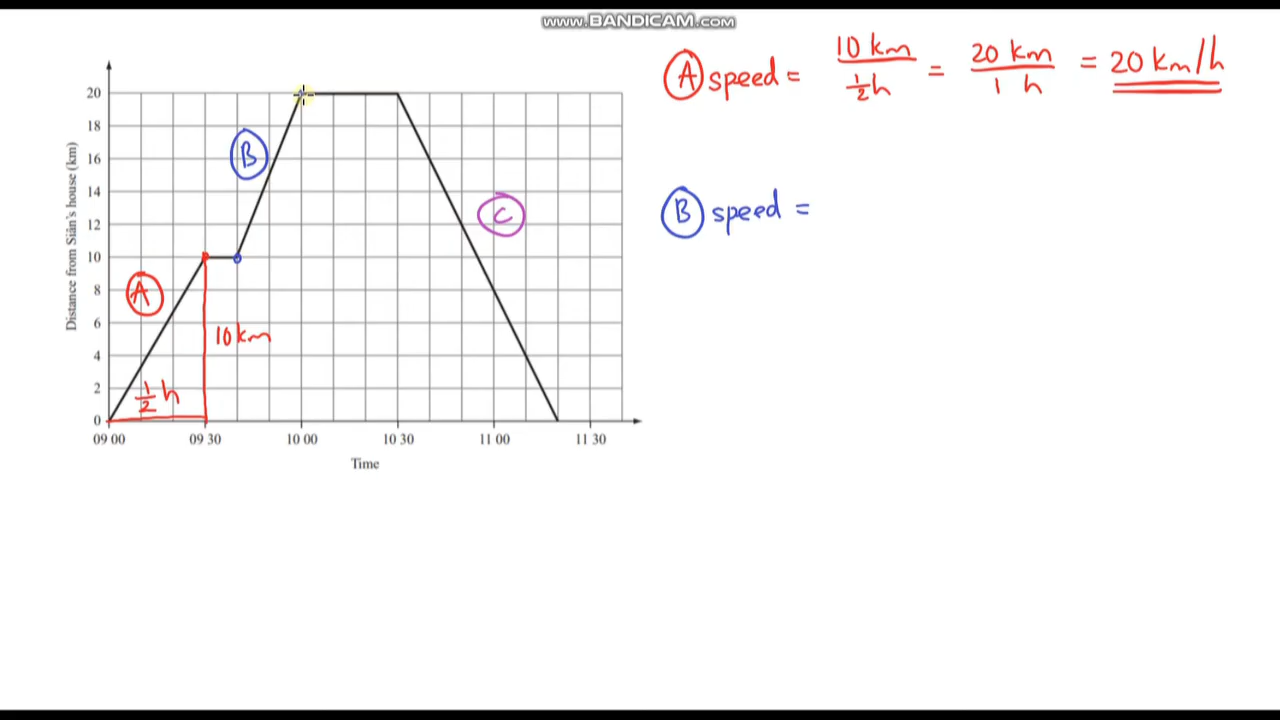 www.BANDICAM.com
A speed = 10 km / ½ h = 20 km / 1 h = 20 km/h
B speed =
Distance from Siân's house (km)
20
18
16
14
12
10
8
6
4
2
0
B
C
A
10 km
½ h
09 00 09 30 10 00 10 30 11 00 11 30
Time